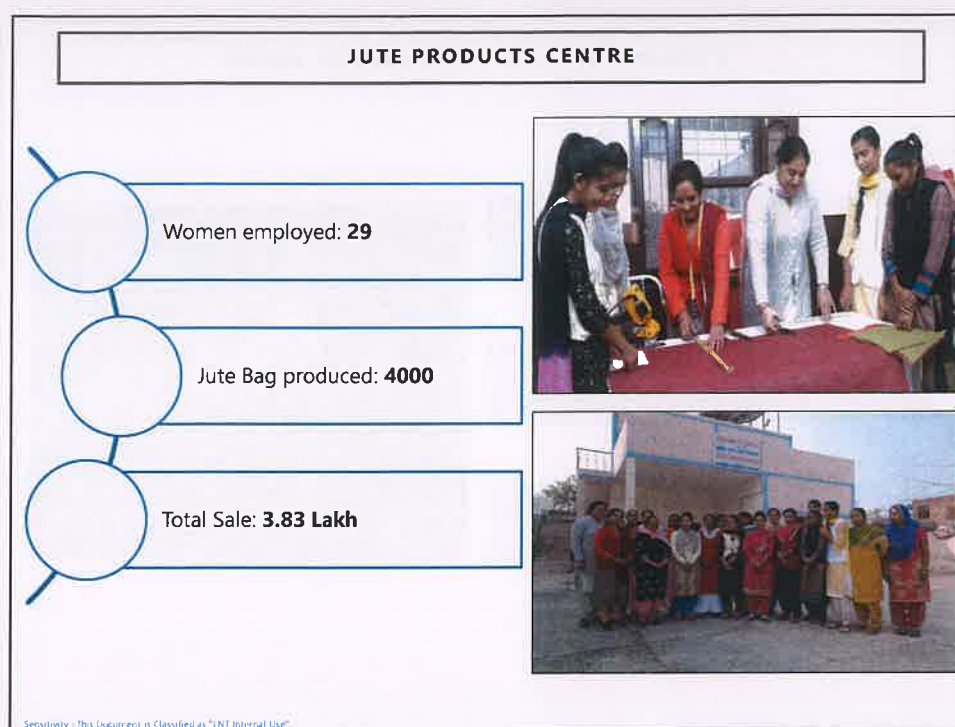 JUTE PRODUCTS CENTRE
Women employed: 29
Jute Bag produced: 4000
Total Sale: 3.83 Lakh
Sensitivity : This Document is Classified as "LNT Internal Use"